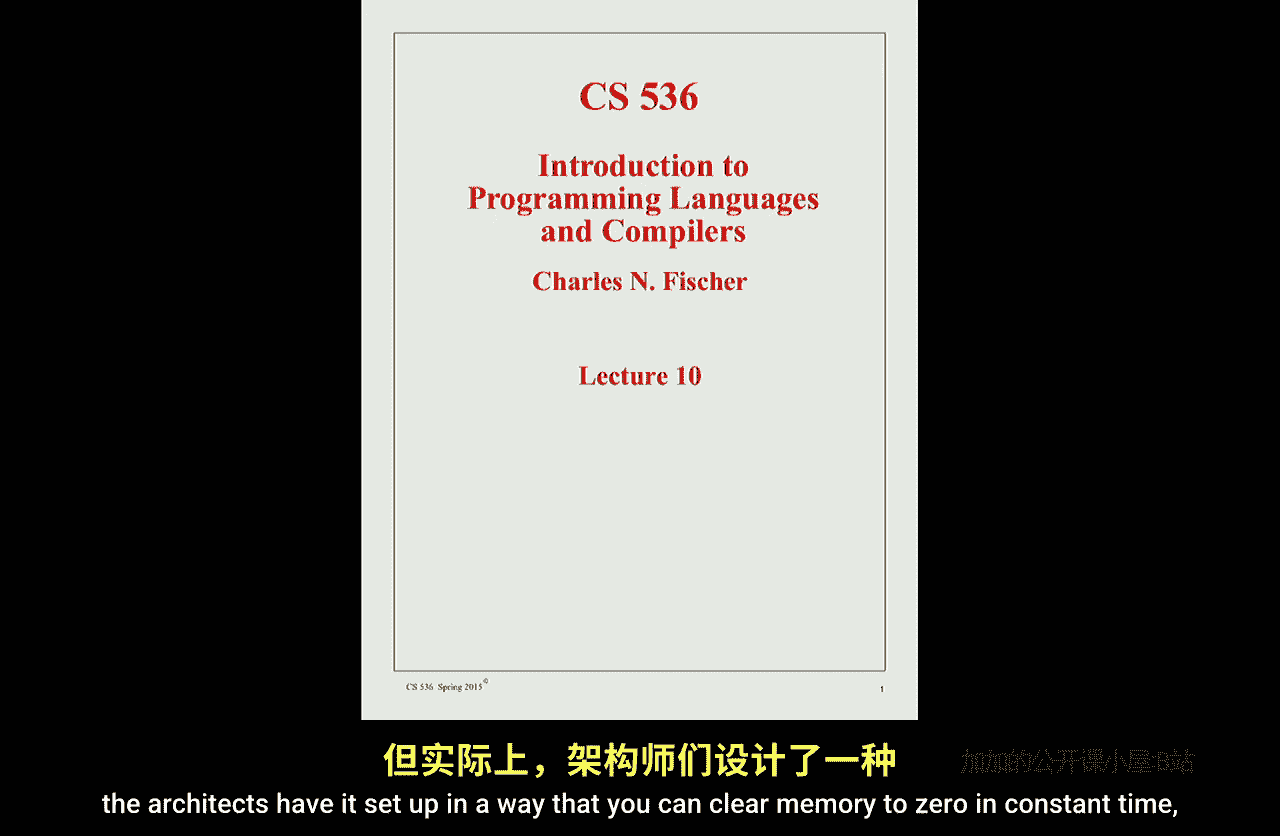 CS 536
Introduction to
Programming Languages
and Compilers
Charles N. Fischer
Lecture 10
CS 536 Spring 2015©
1
但实际上，架构师们设计了一种
加加的公开课小屋B站
the architects have it set up in a way that you can clear memory to zero in constant time,